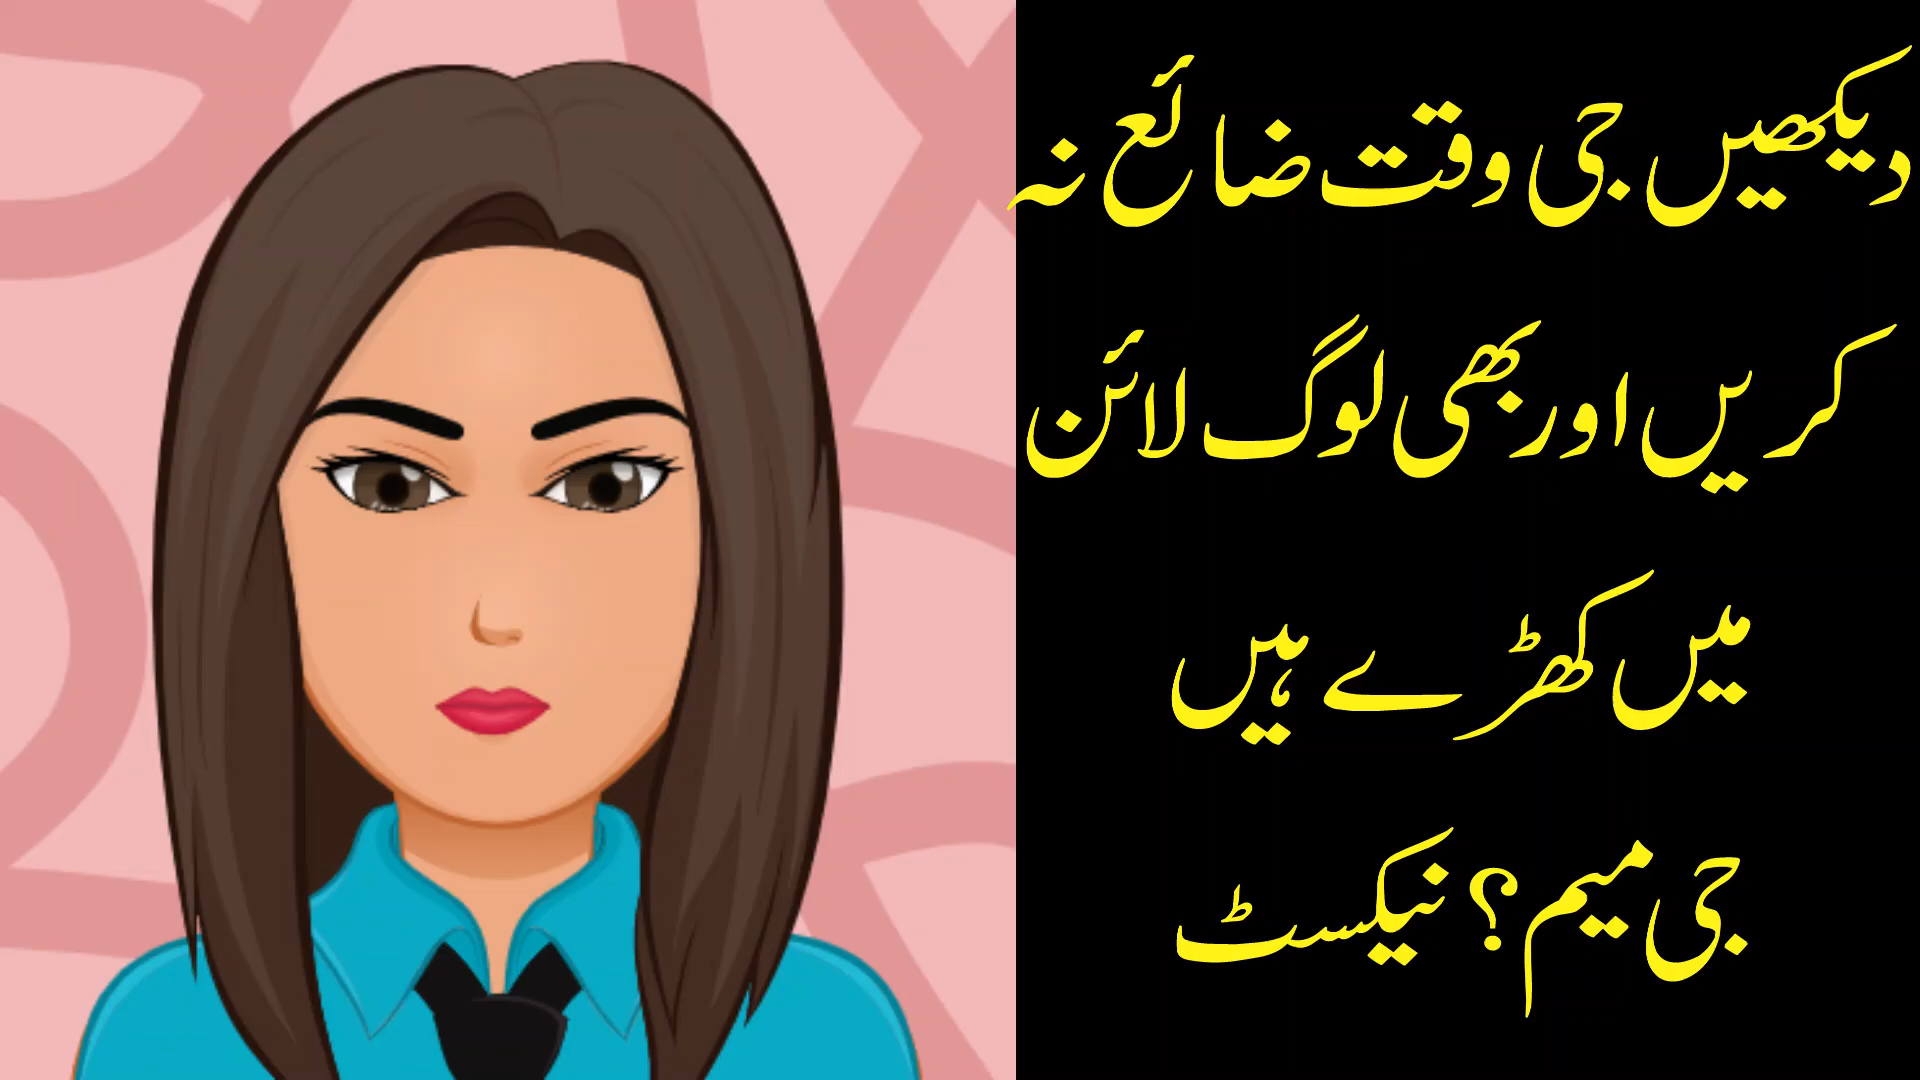 دیکھیں جی وقت ضائع نہ
کریں اور بھی لوگ لائن
میں کھڑے ہیں
جی میم؟ نیکسٹ